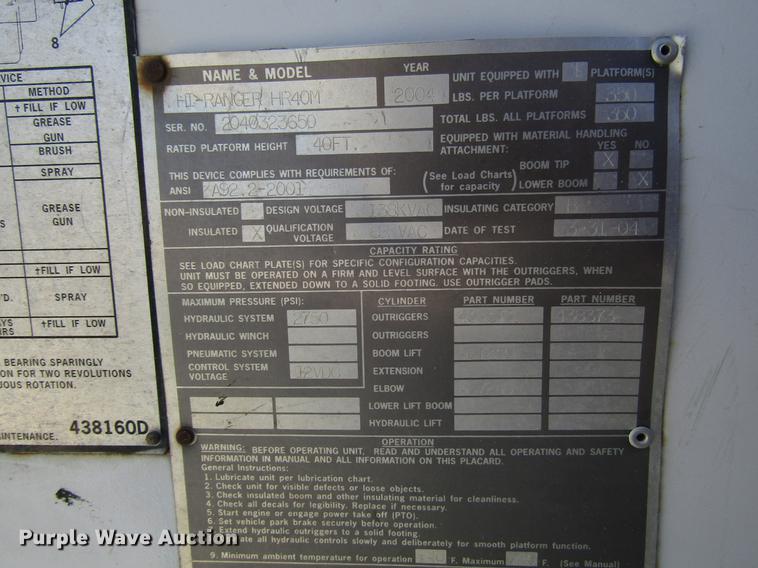 8
VICE
METHOD
† FILL IF LOW
GREASE
GUN
BRUSH
SPRAY
GREASE
GUN
†FILL IF LOW
'D.
SPRAY
YS
IRS
†FILL IF LOW
BEARING SPARINGLY
ON FOR TWO REVOLUTIONS
UOUS ROTATION.
438160D
INTENANCE.
NAME & MODEL
YEAR
HI-RANGER HR40M
2004
UNIT EQUIPPED WITH 1 PLATFORM(S)
LBS. PER PLATFORM 350
SER. NO. 2040323650
TOTAL LBS. ALL PLATFORMS 350
RATED PLATFORM HEIGHT 40FT.
EQUIPPED WITH MATERIAL HANDLING
ATTACHMENT: YES NO
BOOM TIP X
THIS DEVICE COMPLIES WITH REQUIREMENTS OF:
ANSI A92.2-2001
(See Load Charts for capacity)
LOWER BOOM X
NON-INSULATED DESIGN VOLTAGE INSULATING CATEGORY
INSULATED X QUALIFICATION VOLTAGE DATE OF TEST 3-31-04
CAPACITY RATING
SEE LOAD CHART PLATE(S) FOR SPECIFIC CONFIGURATION CAPACITIES.
UNIT MUST BE OPERATED ON A FIRM AND LEVEL SURFACE WITH THE OUTRIGGERS, WHEN
SO EQUIPPED, EXTENDED DOWN TO A SOLID FOOTING. USE OUTRIGGER PADS.
MAXIMUM PRESSURE (PSI):
HYDRAULIC SYSTEM 2750
HYDRAULIC WINCH
PNEUMATIC SYSTEM
CONTROL SYSTEM
VOLTAGE 12VDC
CYLINDER PART NUMBER PART NUMBER
OUTRIGGERS
OUTRIGGERS
BOOM LIFT
EXTENSION
ELBOW
LOWER LIFT BOOM
HYDRAULIC LIFT
OPERATION
WARNING: BEFORE OPERATING UNIT, READ AND UNDERSTAND ALL OPERATING AND SAFETY
INFORMATION IN MANUAL AND ALL INFORMATION ON THIS PLACARD.
General Instructions:
1. Lubricate unit per lubrication chart.
2. Check unit for visible defects or loose objects.
3. Check insulated boom and other insulating material for cleanliness.
4. Check all decals for legibility. Replace if necessary.
5. Start engine or engage power take off (PTO).
6. Set vehicle park brake securely before operating.
7. Extend hydraulic outriggers to a solid footing.
ate all hydraulic controls slowly and deliberately for smooth platform function.
9. Minimum ambient temperature for operation F. Maximum F. (See Manual)
Purple Wave Auction
Purple Wave Auction